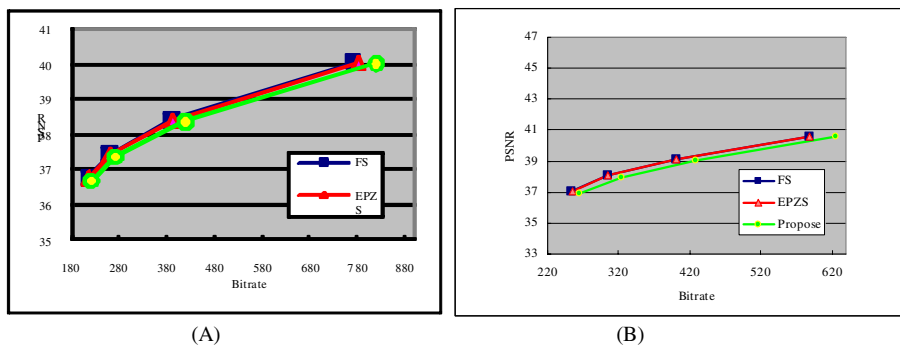 41
40
39
38
37
36
35
PSNR
FS
EPZ
S
180 280 380 480 580 680 780 880
Bitrate
(A)
47
45
43
41
39
37
35
33
PSNR
FS
EPZS
Propose
220 320 420 520 620
Bitrate
(B)